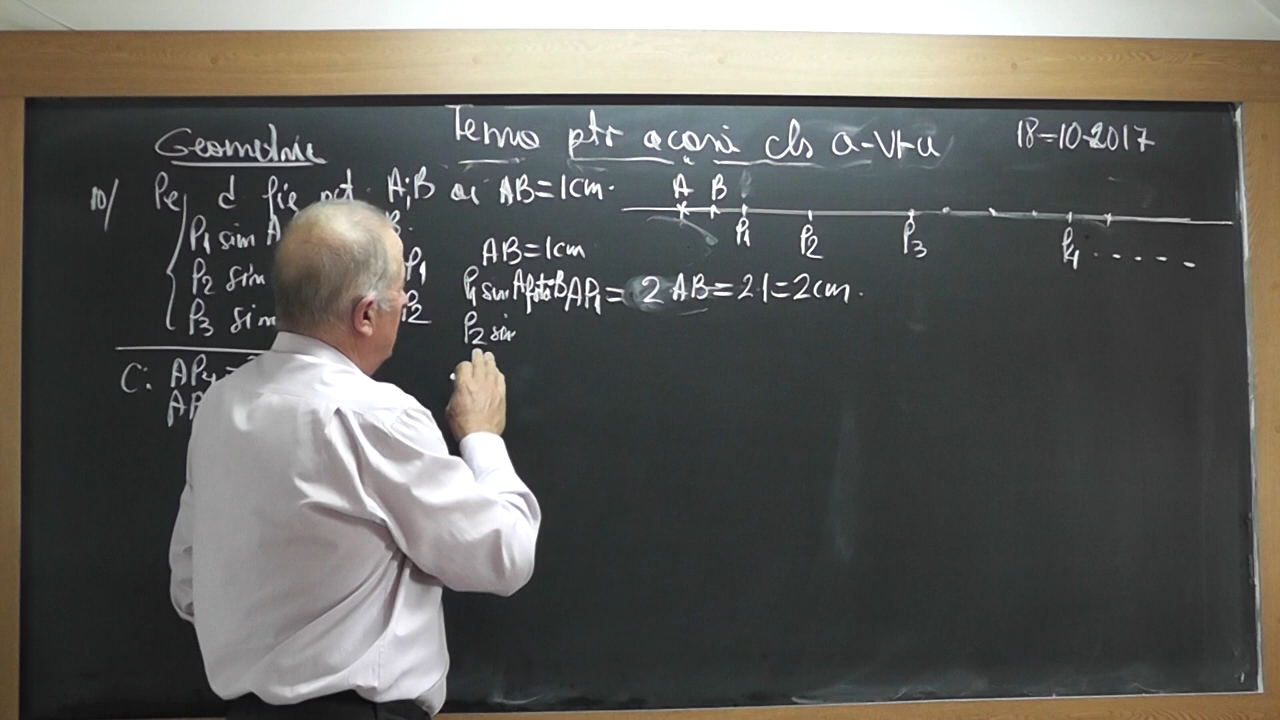 Geometrie
Tema ptr acasă cls a-VI-a
18-10-2017
10/ Pe d fie pct. A;B ai AB=1cm.
P1 sim A B.
P2 sim P1
P3 sim P2
C: AP4 =
AP
A B
P1 P2 P3 P4 . . . . .
AB=1cm
P1 sim A ptr B AP1 = 2 AB = 2·1 = 2cm.
P2 sim